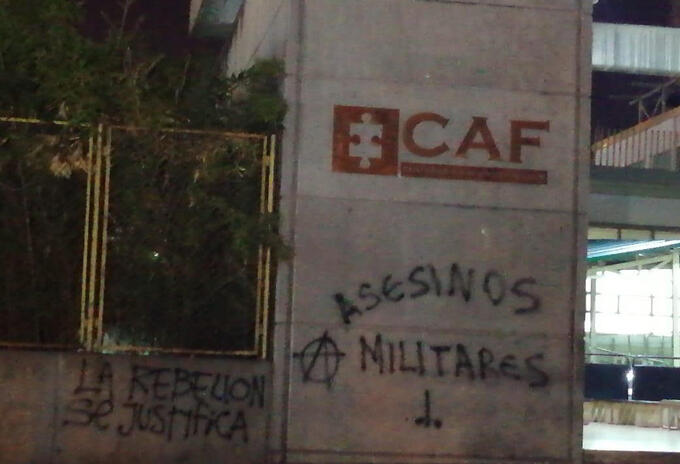 CAF
ASESINOS
MILITARES
LA REBELION
Se JUSTIFICA